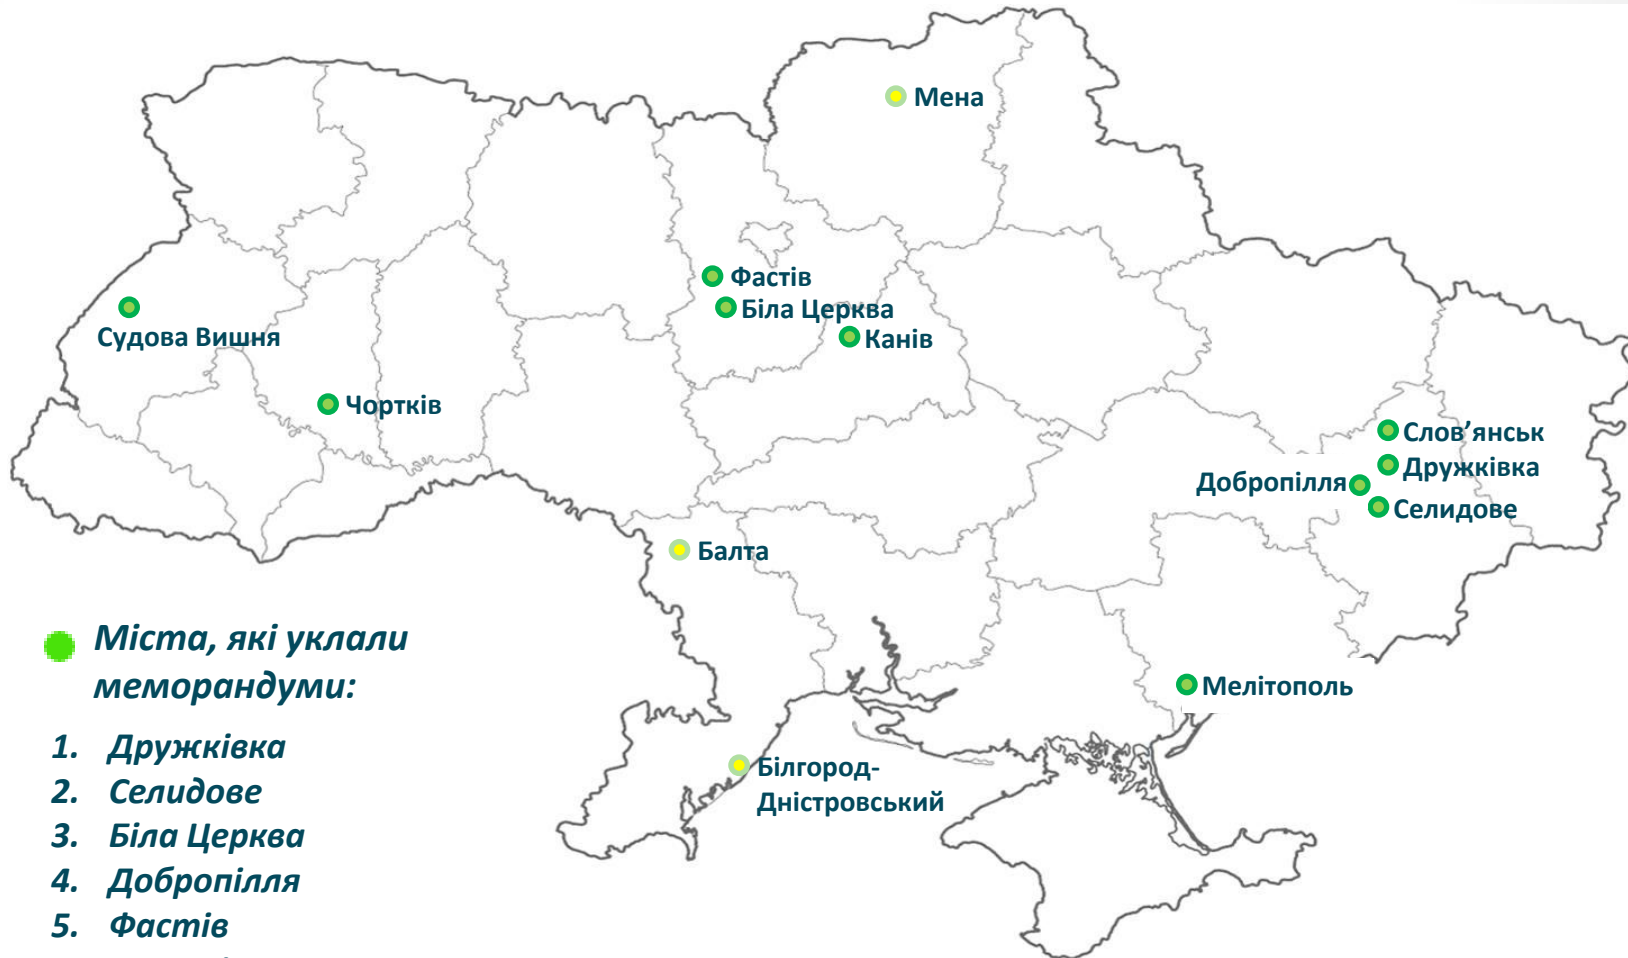 Мена
Фастів
Біла Церква
Канів
Судова Вишня
Чортків
Слов’янськ
Дружківка
Добропілля
Селидове
Балта
Мелітополь
Білгород-
Дністровський
Міста, які уклали
меморандуми:
1. Дружківка
2. Селидове
3. Біла Церква
4. Добропілля
5. Фастів